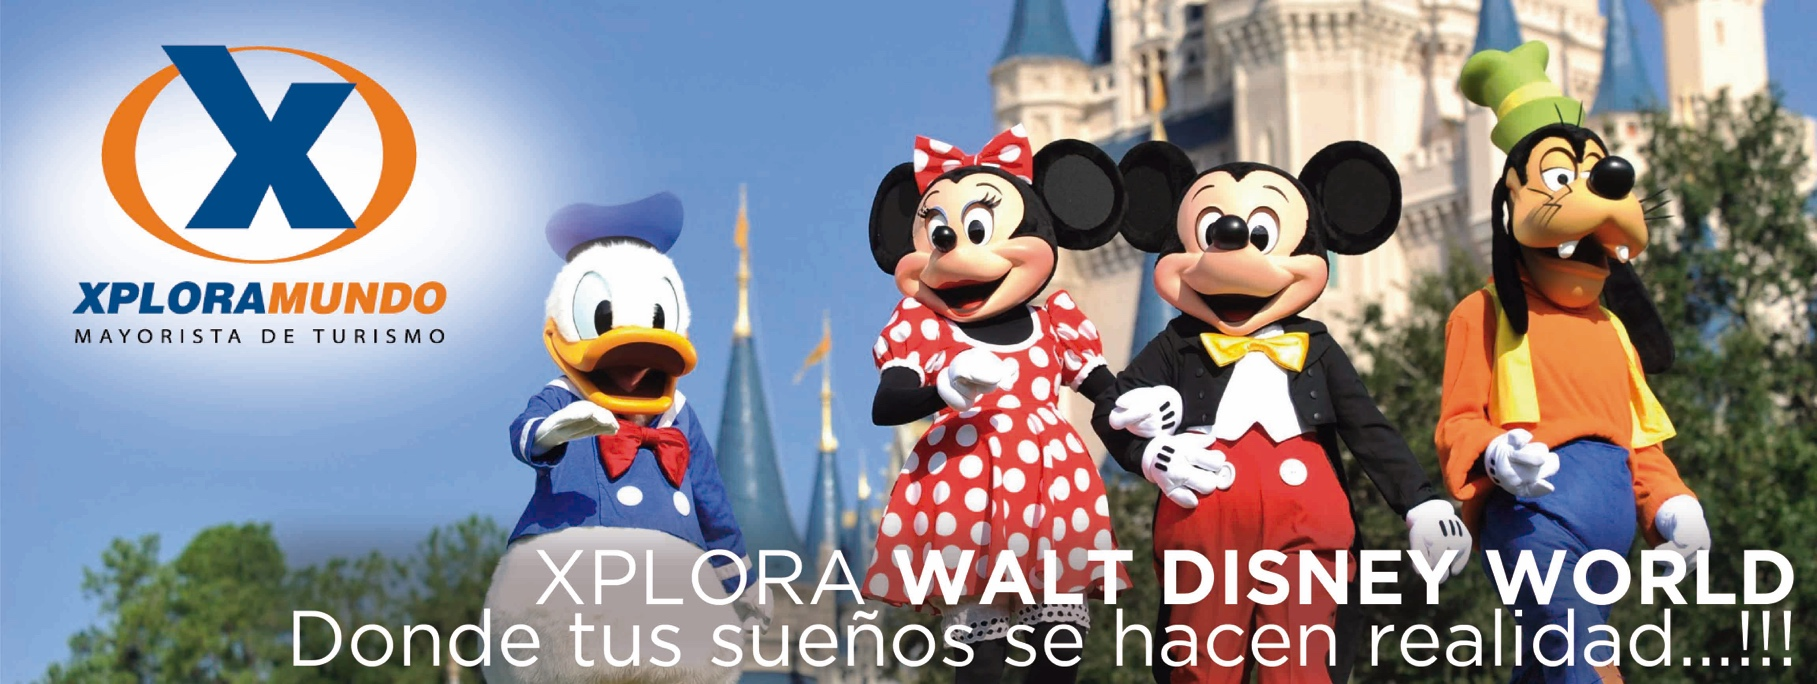 X
XPLORAMUNDO
MAYORISTA DE TURISMO
XPLORA WALT DISNEY WORLD
Donde tus sueños se hacen realidad...!!!